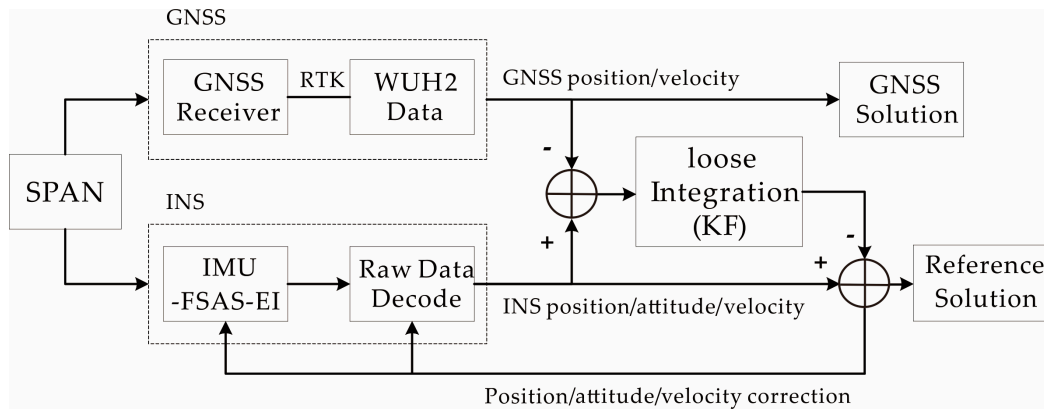 GNSS
GNSS
Receiver
RTK
WUH2
Data
GNSS position/velocity
GNSS
Solution
SPAN
-
loose
Integration
(KF)
INS
+
-
IMU
-FSAS-EI
Raw Data
Decode
+
Reference
Solution
INS position/attitude/velocity
Position/attitude/velocity correction